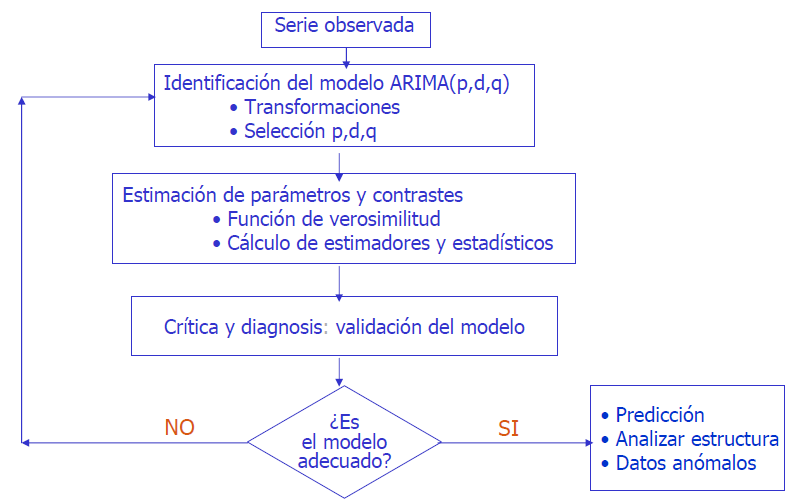 Serie observada
Identificación del modelo ARIMA(p,d,q)
• Transformaciones
• Selección p,d,q
Estimación de parámetros y contrastes
• Función de verosimilitud
• Cálculo de estimadores y estadísticos
Crítica y diagnosis: validación del modelo
¿Es
el modelo
adecuado?
NO
SI
• Predicción
• Analizar estructura
• Datos anómalos